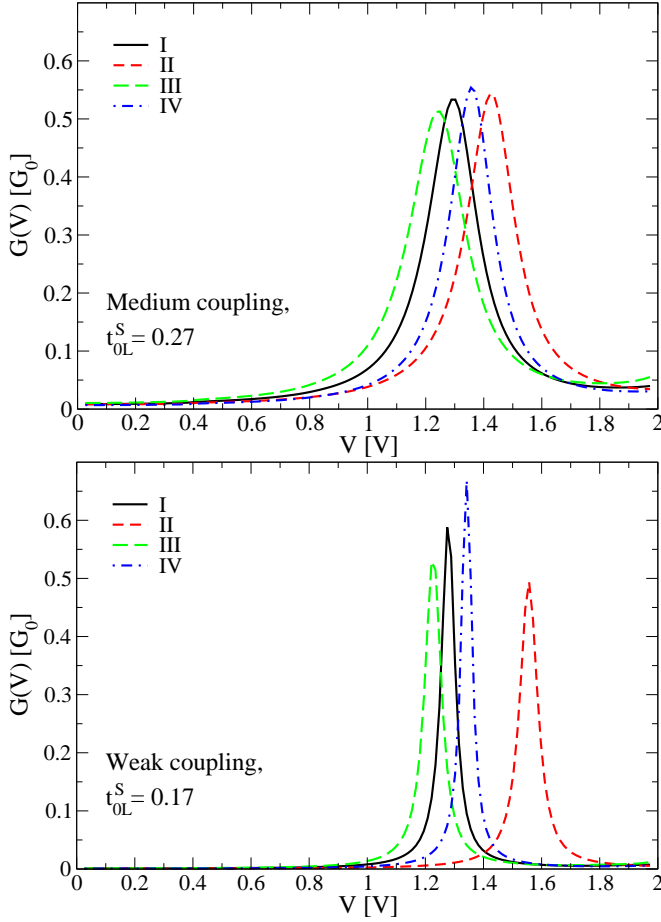 I
II
III
IV
G(V) [G₀]
0.6
0.5
0.4
0.3
0.2
0.1
0
Medium coupling,
t_{0L}^{S} = 0.27
0 0.2 0.4 0.6 0.8 1 1.2 1.4 1.6 1.8 2
V [V]
I
II
III
IV
G(V) [G₀]
0.6
0.5
0.4
0.3
0.2
0.1
0
Weak coupling,
t_{0L}^{S} = 0.17
0 0.2 0.4 0.6 0.8 1 1.2 1.4 1.6 1.8 2
V [V]